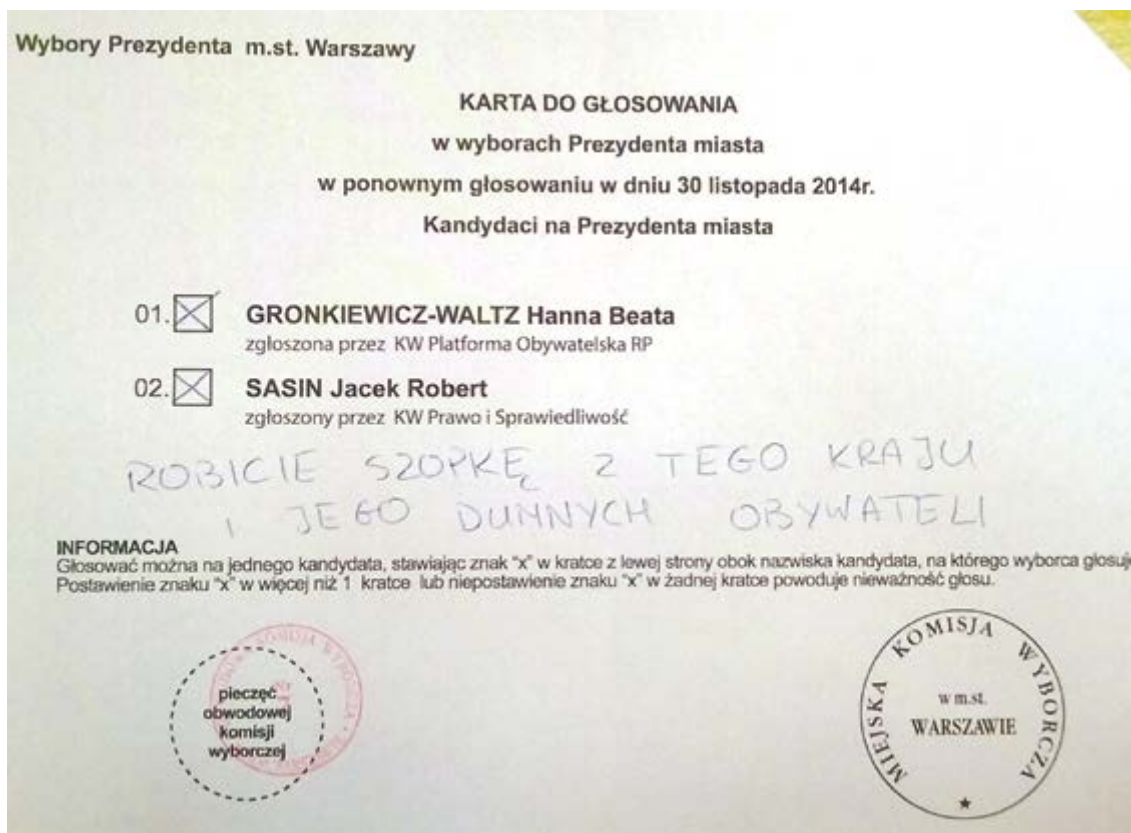 Wybory Prezydenta m.st. Warszawy
KARTA DO GŁOSOWANIA
w wyborach Prezydenta miasta
w ponownym głosowaniu w dniu 30 listopada 2014r.
Kandydaci na Prezydenta miasta
01. GRONKIEWICZ-WALTZ Hanna Beata
zgłoszona przez KW Platforma Obywatelska RP
02. SASIN Jacek Robert
zgłoszony przez KW Prawo i Sprawiedliwość
ROBICIE SZOPKĘ Z TEGO KRAJU
I JEGO DUMNYCH OBYWATELI
INFORMACJA
Głosować można na jednego kandydata, stawiając znak "x" w kratce z lewej strony obok nazwiska kandydata, na którego wyborca głosuje
Postawienie znaku "x" w więcej niż 1 kratce lub niepostawienie znaku "x" w żadnej kratce powoduje nieważność głosu.
pieczęć
obwodowej
komisji
wyborczej
MIEJSKA KOMISJA WYBORCZA
w m.st.
WARSZAWIE